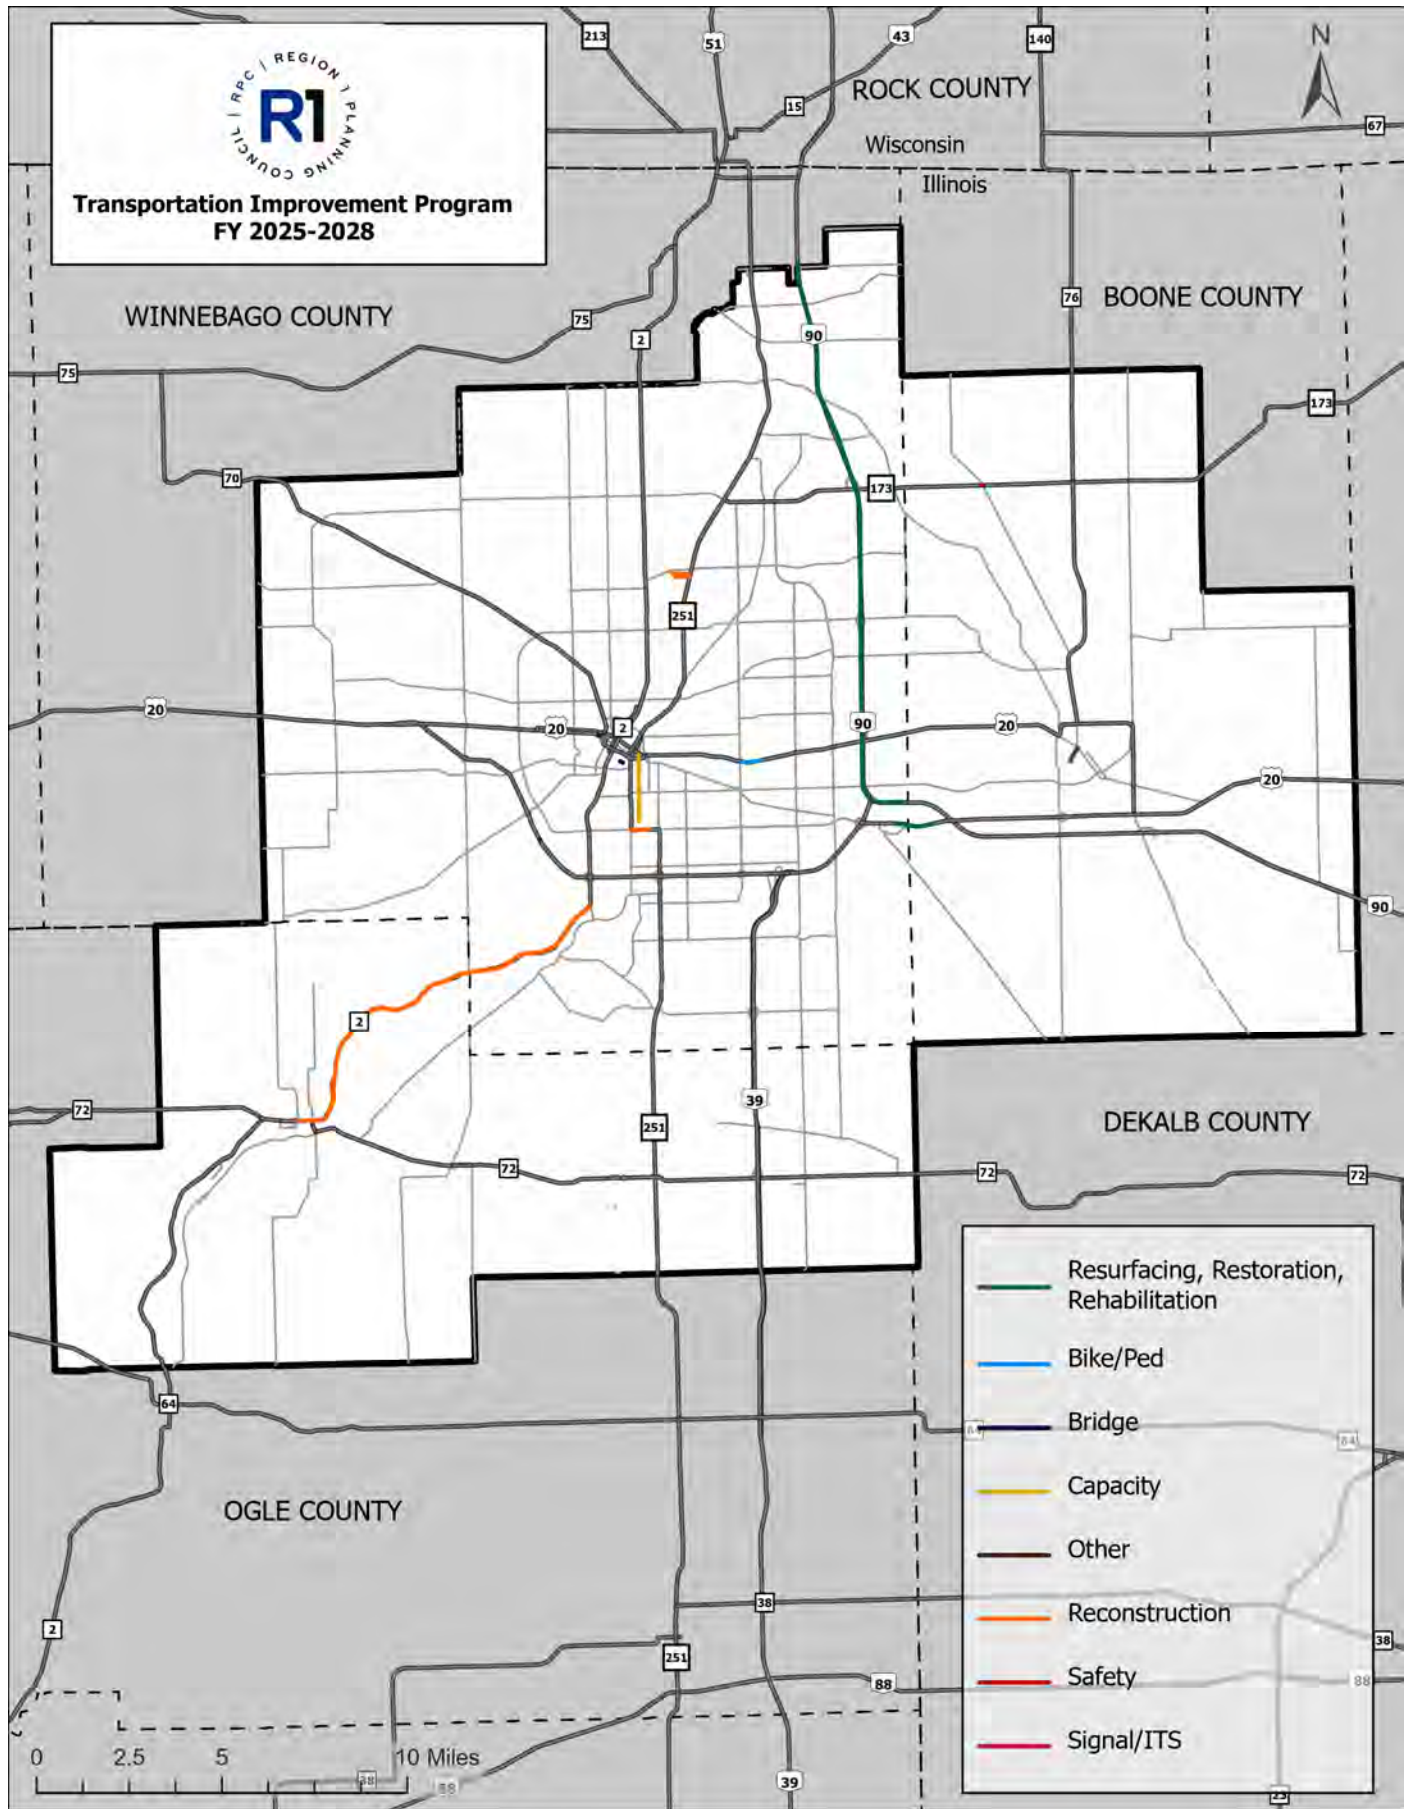 RPC | REGION 1 PLANNING COUNCIL |
R1
Transportation Improvement Program
FY 2025-2028
N
213
51
43
140
ROCK COUNTY
15
67
Wisconsin
Illinois
WINNEBAGO COUNTY
75
2
90
76
BOONE COUNTY
75
173
70
173
251
20
20
2
90
20
20
90
2
72
39
251
DEKALB COUNTY
72
72
72
Resurfacing, Restoration,
Rehabilitation
Bike/Ped
64
Bridge
64
64
Capacity
OGLE COUNTY
Other
38
Reconstruction
2
38
251
Safety
88
88
Signal/ITS
0 2.5 5 10 Miles
38
88
39
23